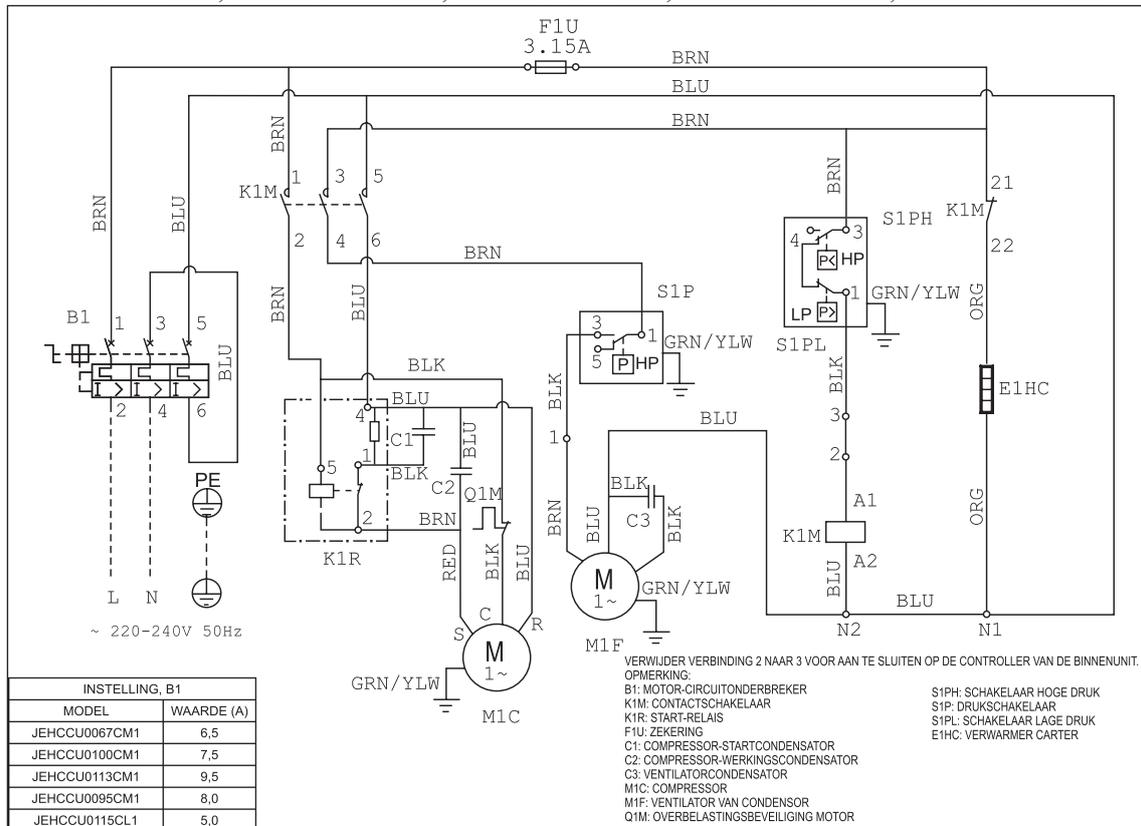 F1U
3.15A
BRN
BLU
BRN
BRN
BRN
BLU
BRN
1 3 5
K1M
2 4 6
21
K1M
22
S1PH
4 3
P< HP
GRN/YLW
1
LP P>
S1PL
BRN
S1P
B1
1 3 5
BLU
BRN
BLU
ORG
3 1
GRN/YLW
5
P HP
2 4 6
BLK
BLU
BLK
BLK
E1HC
4
C1
BLU
3
BLU
1
1
5
BLK
C2
2
PE
Q1M
BLK
2
BRN
C3
BRN
BLU
BLK
A1
K1M
A2
ORG
K1R
RED
BLK
BLU
M
1~
GRN/YLW
BLU
BLU
L N
C
S R
N2 N1
~ 220-240V 50Hz
M1F
M
1~
GRN/YLW
M1C
VERWIJDER VERBINDING 2 NAAR 3 VOOR AAN TE SLUITEN OP DE CONTROLLER VAN DE BINNENUNIT.
OPMERKING:
B1: MOTOR-CIRCUITONDERBREKER
K1M: CONTACTSCHAKELAAR
K1R: START-RELAIS
F1U: ZEKERING
C1: COMPRESSOR-STARTCONDENSATOR
C2: COMPRESSOR-WERKINGSCONDENSATOR
C3: VENTILATORCONDENSATOR
M1C: COMPRESSOR
M1F: VENTILATOR VAN CONDENSOR
Q1M: OVERBELASTINGSBEVEILIGING MOTOR
S1PH: SCHAKELAAR HOGE DRUK
S1P: DRUKSCHAKELAAR
S1PL: SCHAKELAAR LAGE DRUK
E1HC: VERWARMER CARTER
INSTELLING, B1
MODEL WAARDE (A)
JEHCCU0067CM1 6,5
JEHCCU0100CM1 7,5
JEHCCU0113CM1 9,5
JEHCCU0095CM1 8,0
JEHCCU0115CL1 5,0